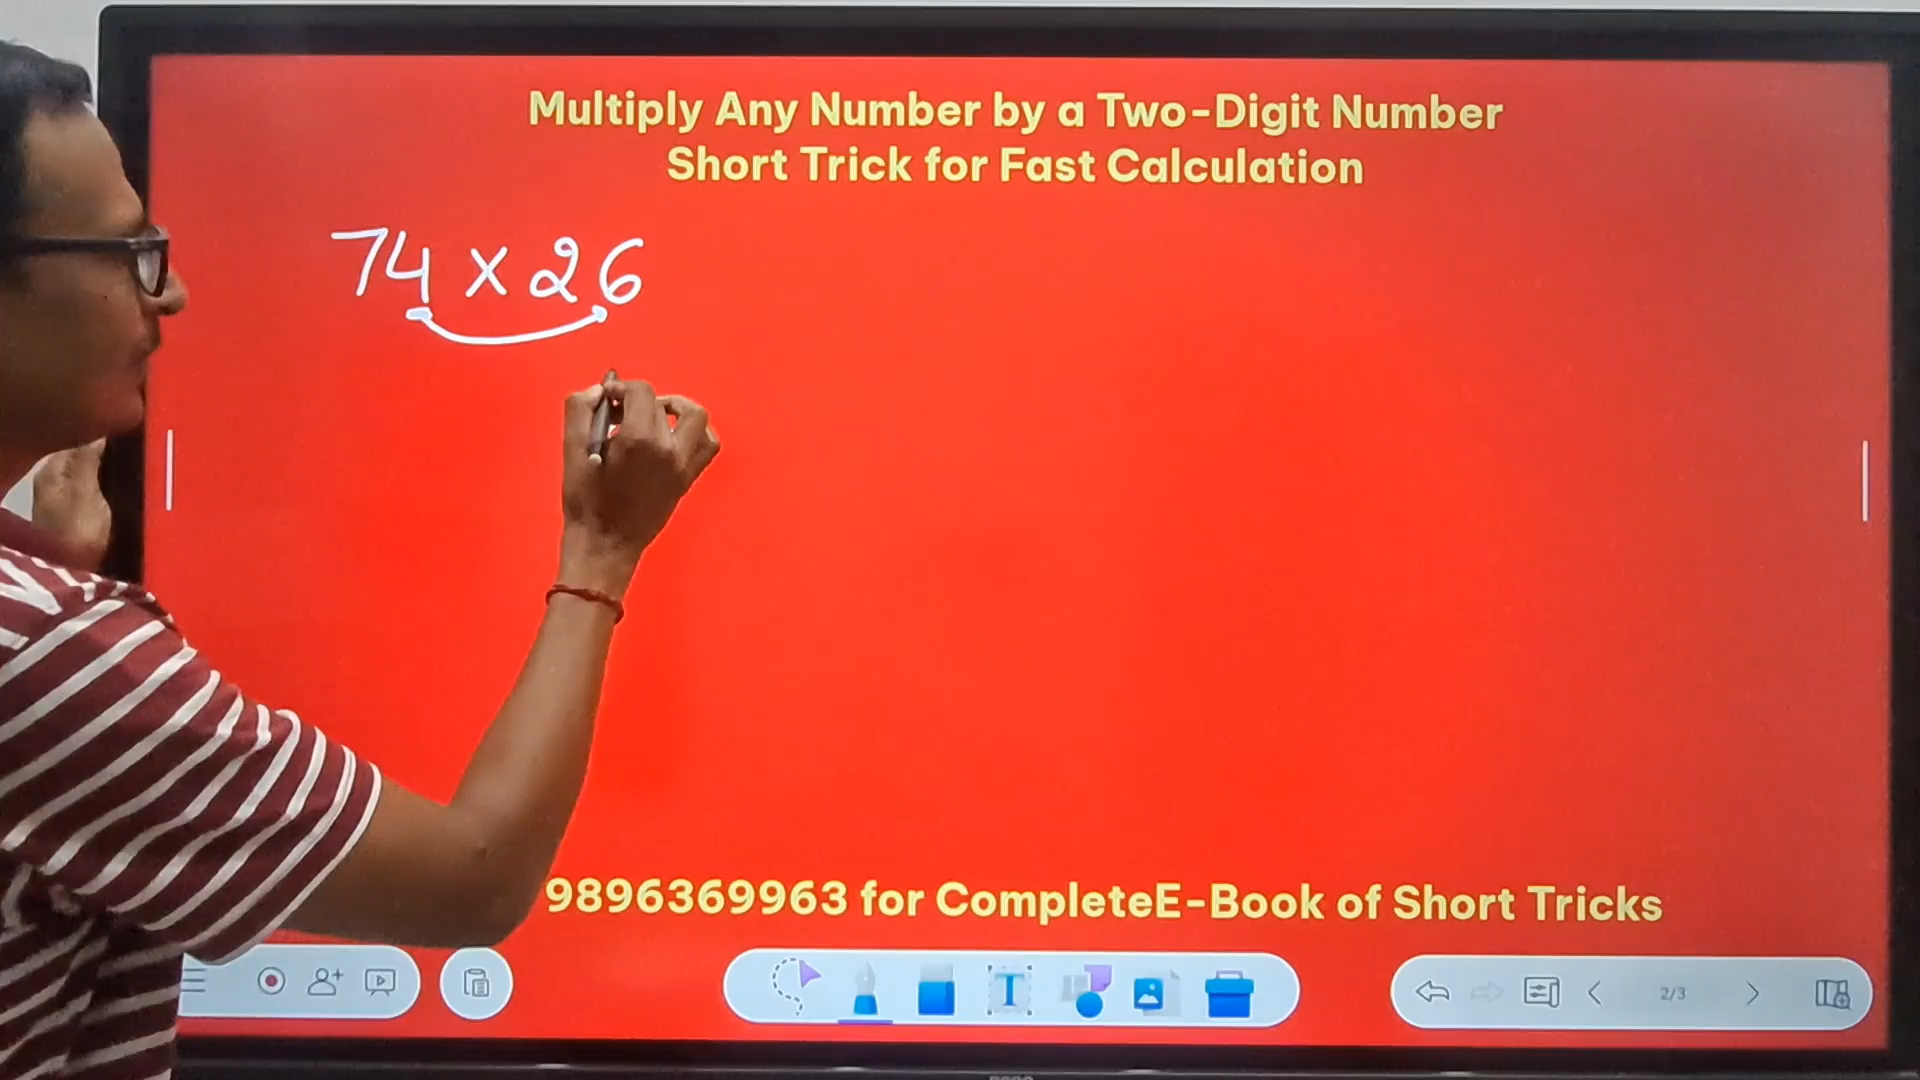 Multiply Any Number by a Two-Digit Number
Short Trick for Fast Calculation
74 × 26
9896369963 for CompleteE-Book of Short Tricks
T
2/3